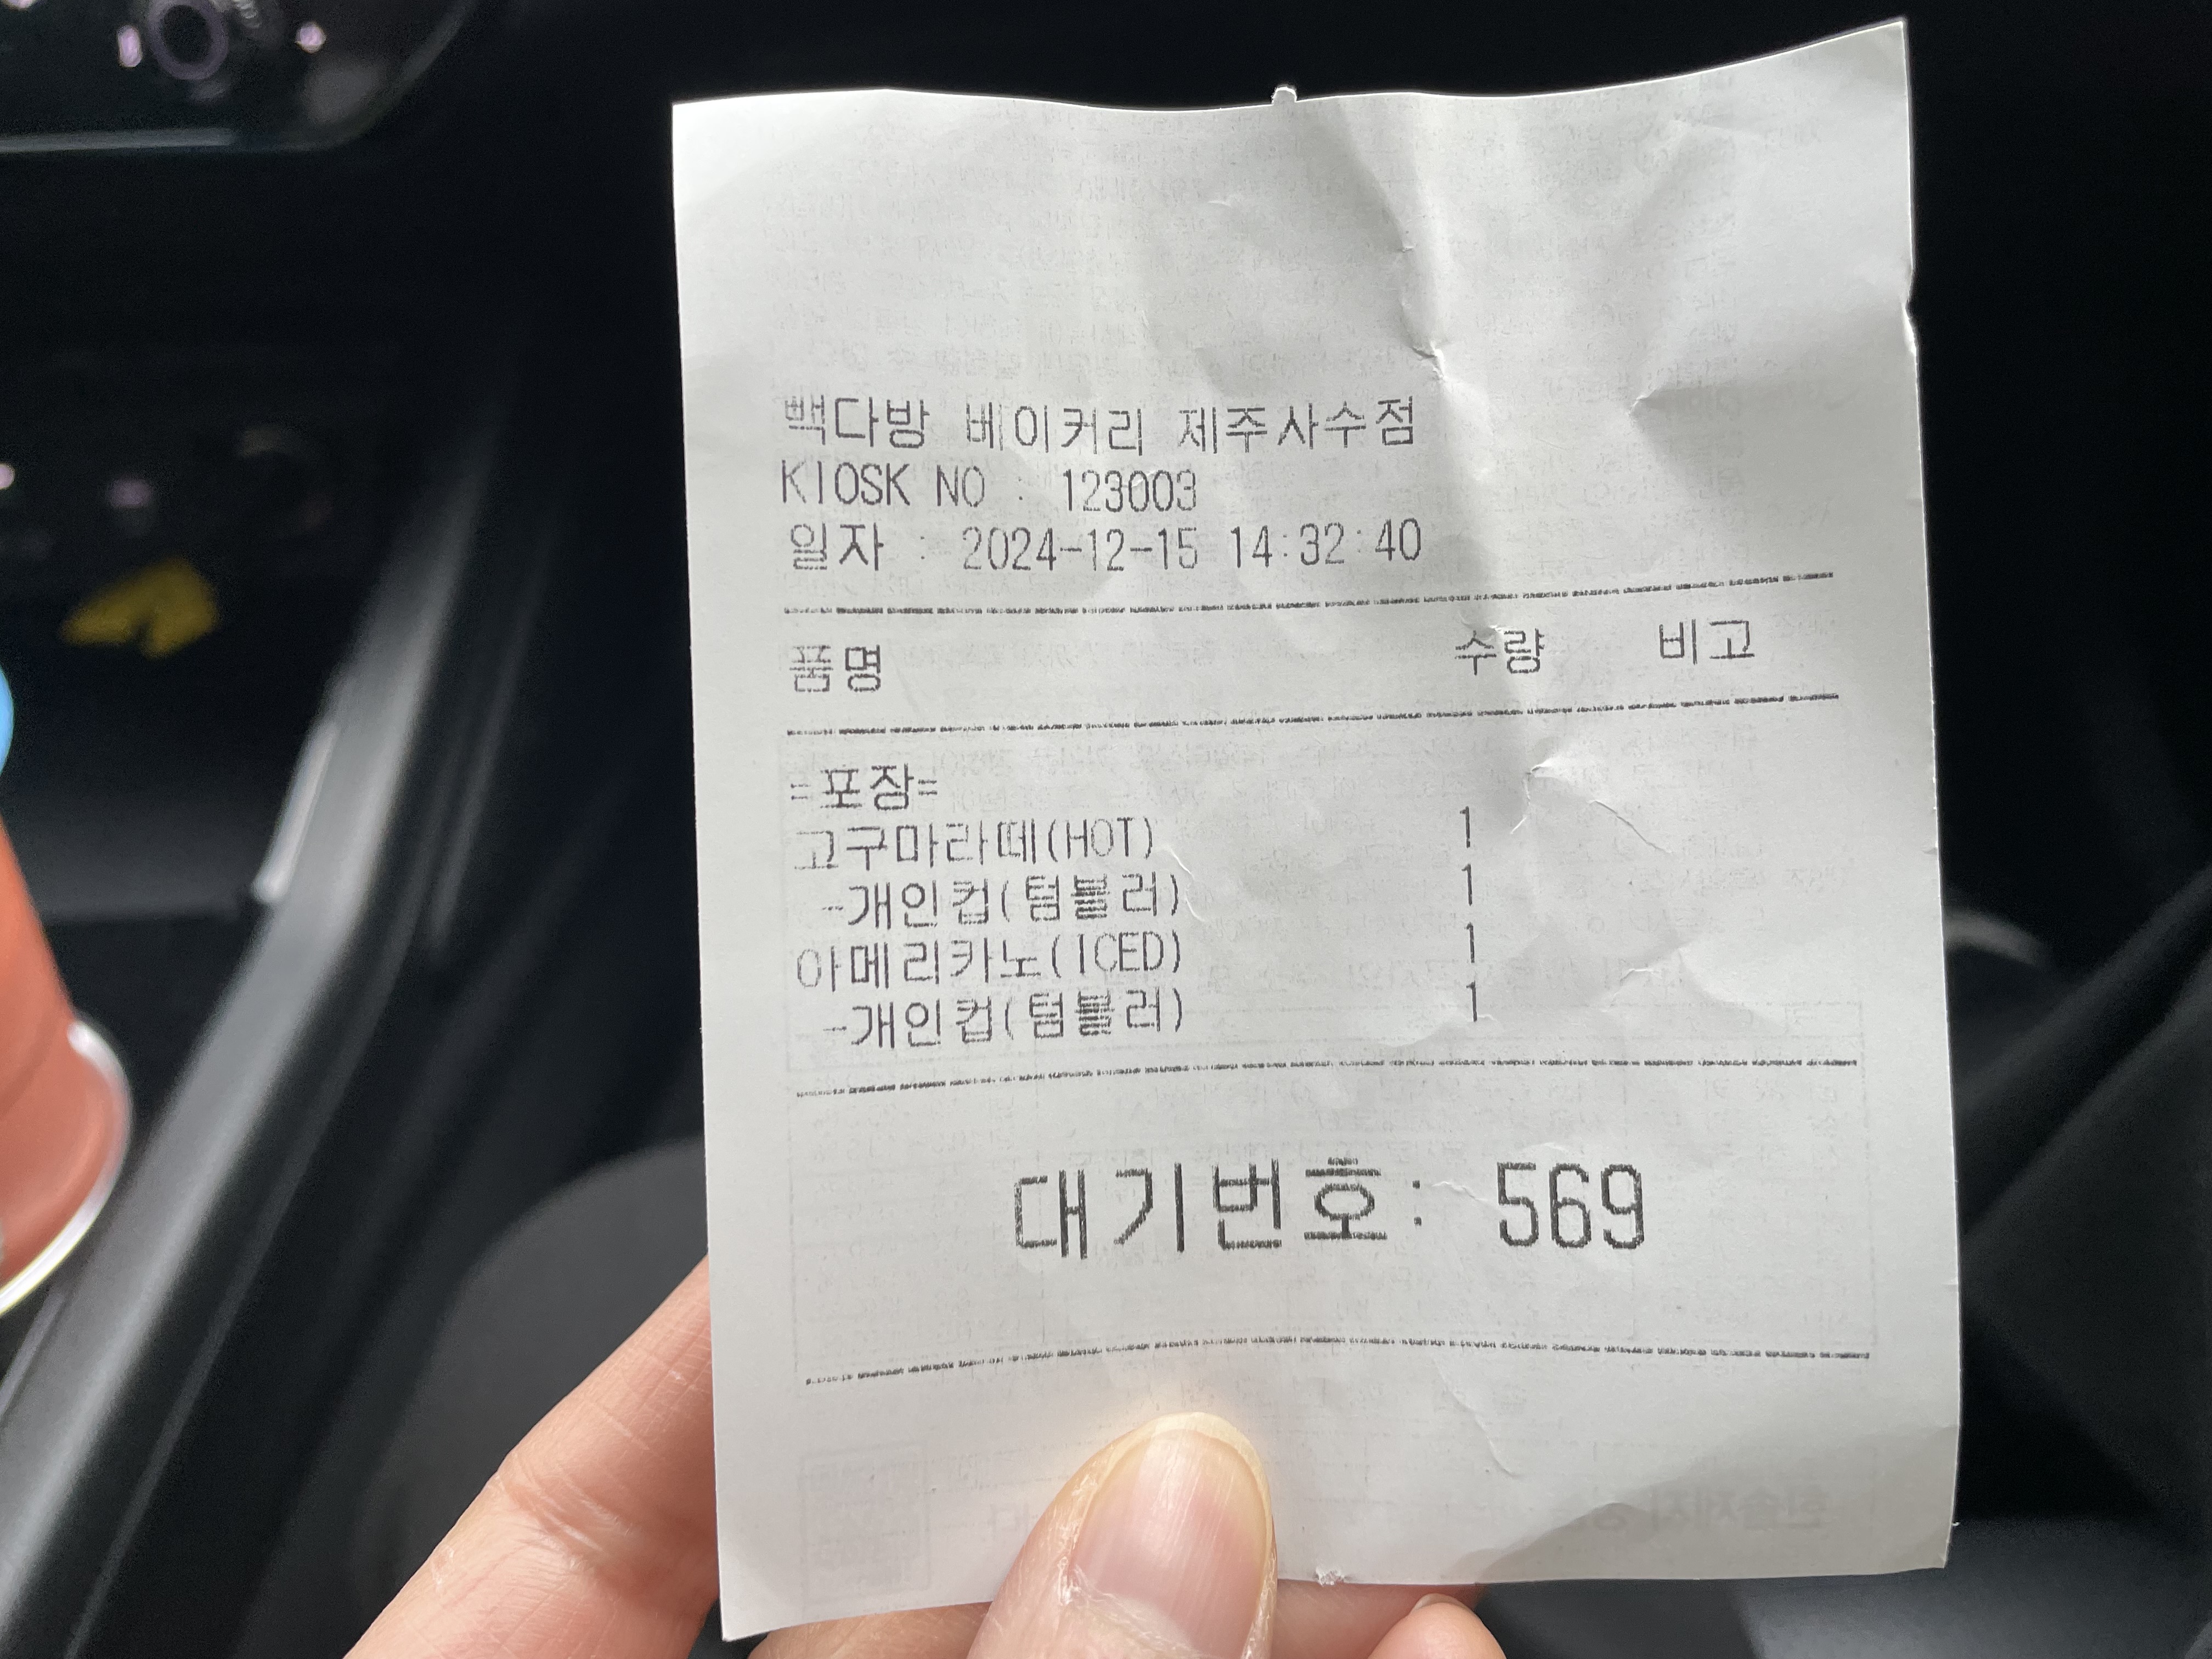 빽다방 베이커리 제주사수점
KIOSK NO : 123003
일자 : 2024-12-15 14:32:40
품명 수량 비고
=포장=
고구마라떼(HOT) 1
-개인컵(텀블러) 1
아메리카노(ICED) 1
-개인컵(텀블러) 1
대기번호: 569